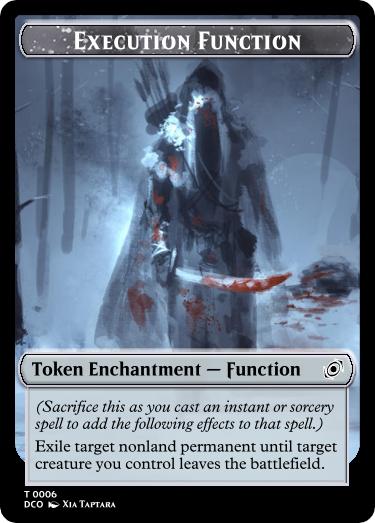 Execution Function
Token Enchantment — Function
(Sacrifice this as you cast an instant or sorcery
spell to add the following effects to that spell.)
Exile target nonland permanent until target
creature you control leaves the battlefield.
T 0006
DCO Xia Taptara